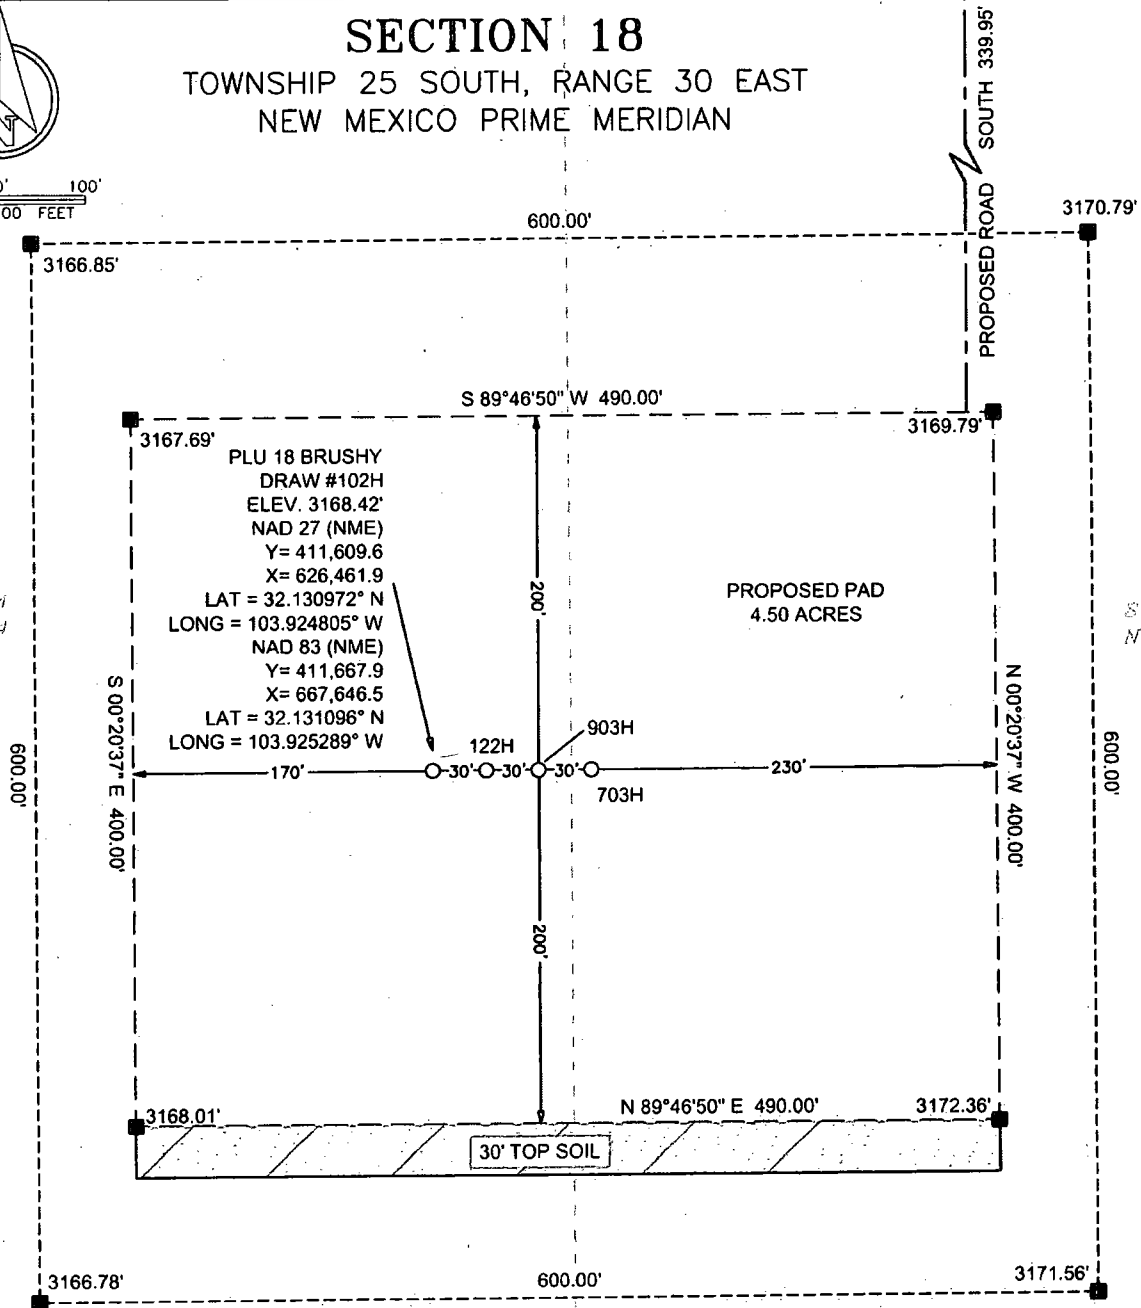 SECTION 18
TOWNSHIP 25 SOUTH, RANGE 30 EAST
NEW MEXICO PRIME MERIDIAN
N
100'
FEET
PROPOSED ROAD SOUTH 339.95'
600.00'
3170.79'
3166.85'
S 89°46'50" W 490.00'
3167.69'
3169.79'
PLU 18 BRUSHY
DRAW #102H
ELEV. 3168.42'
NAD 27 (NME)
Y= 411,609.6
X= 626,461.9
LAT = 32.130972° N
LONG = 103.924805° W
NAD 83 (NME)
Y= 411,667.9
X= 667,646.5
LAT = 32.131096° N
LONG = 103.925289° W
200'
PROPOSED PAD
4.50 ACRES
S
N
S 00°20'37" E 400.00'
N 00°20'37" W 400.00'
600.00'
600.00'
122H
903H
170'
30'
30'
30'
230'
703H
200'
3168.01'
N 89°46'50" E 490.00'
3172.36'
30' TOP SOIL
3166.78'
600.00'
3171.56'